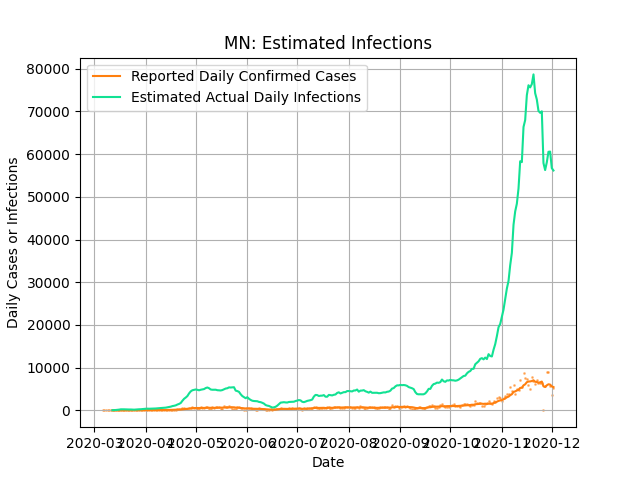 MN: Estimated Infections
Reported Daily Confirmed Cases
Estimated Actual Daily Infections
Daily Cases or Infections
80000
70000
60000
50000
40000
30000
20000
10000
0
2020-03 2020-04 2020-05 2020-06 2020-07 2020-08 2020-09 2020-10 2020-11 2020-12
Date